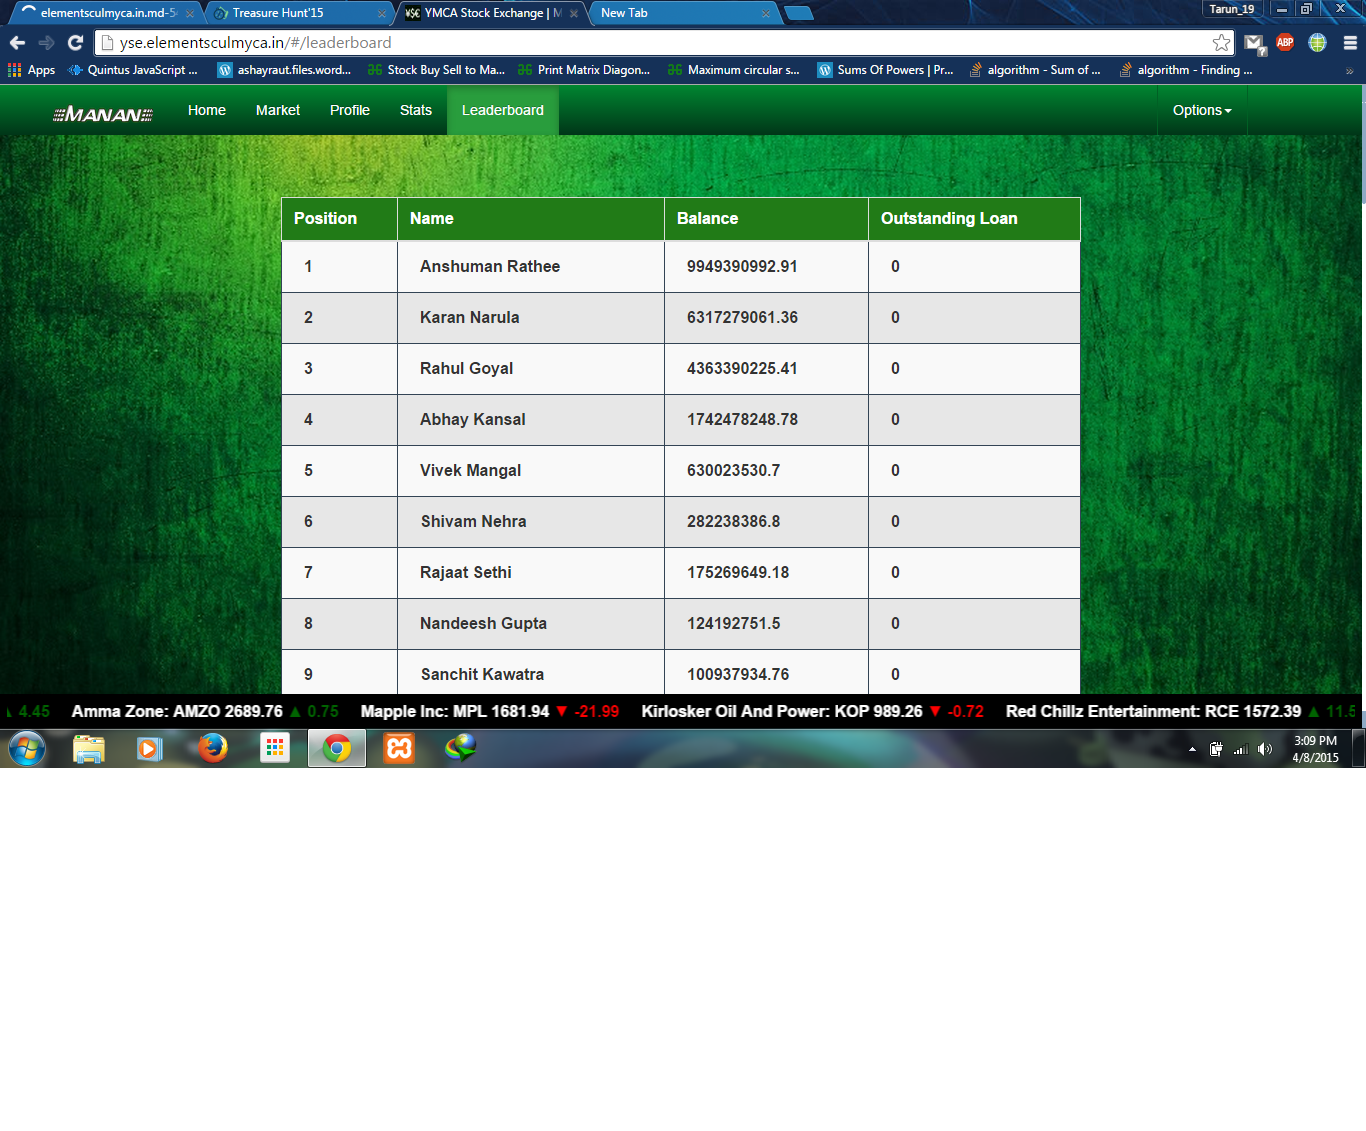 elementsculmyca.in.md-5 Treasure Hunt'15 YMCA Stock Exchange | M New Tab Tarun_19
yse.elementsculmyca.in/#/leaderboard
Apps Quintus JavaScript ... ashayraut.files.word... Stock Buy Sell to Ma... Print Matrix Diagon... Maximum circular s... Sums Of Powers | Pr... algorithm - Sum of ... algorithm - Finding ... »
MANAN Home Market Profile Stats Leaderboard Options
Position Name Balance Outstanding Loan
1 Anshuman Rathee 9949390992.91 0
2 Karan Narula 6317279061.36 0
3 Rahul Goyal 4363390225.41 0
4 Abhay Kansal 1742478248.78 0
5 Vivek Mangal 630023530.7 0
6 Shivam Nehra 282238386.8 0
7 Rajaat Sethi 175269649.18 0
8 Nandeesh Gupta 124192751.5 0
9 Sanchit Kawatra 100937934.76 0
▲ 4.45 Amma Zone: AMZO 2689.76 ▲ 0.75 Mapple Inc: MPL 1681.94 ▼ -21.99 Kirlosker Oil And Power: KOP 989.26 ▼ -0.72 Red Chillz Entertainment: RCE 1572.39 ▲ 11.5
3:09 PM
4/8/2015